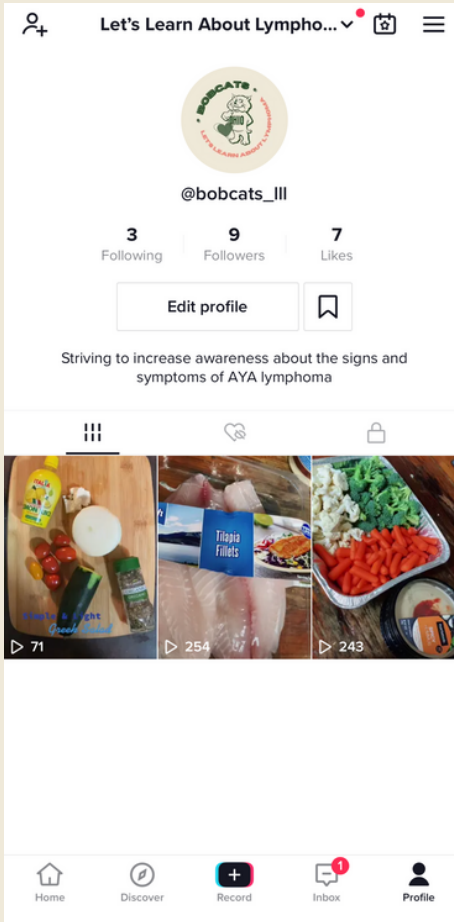 Let's Learn About Lympho...
BOBCATS
OHIO
LET'S LEARN ABOUT LYMPHOMA
@bobcats_lll
3 9 7
Following Followers Likes
Edit profile
Striving to increase awareness about the signs and
symptoms of AYA lymphoma
Tilapia
Fillets
Simple & Light
Greek Salad
71 254 243
1
Home Discover Record Inbox Profile